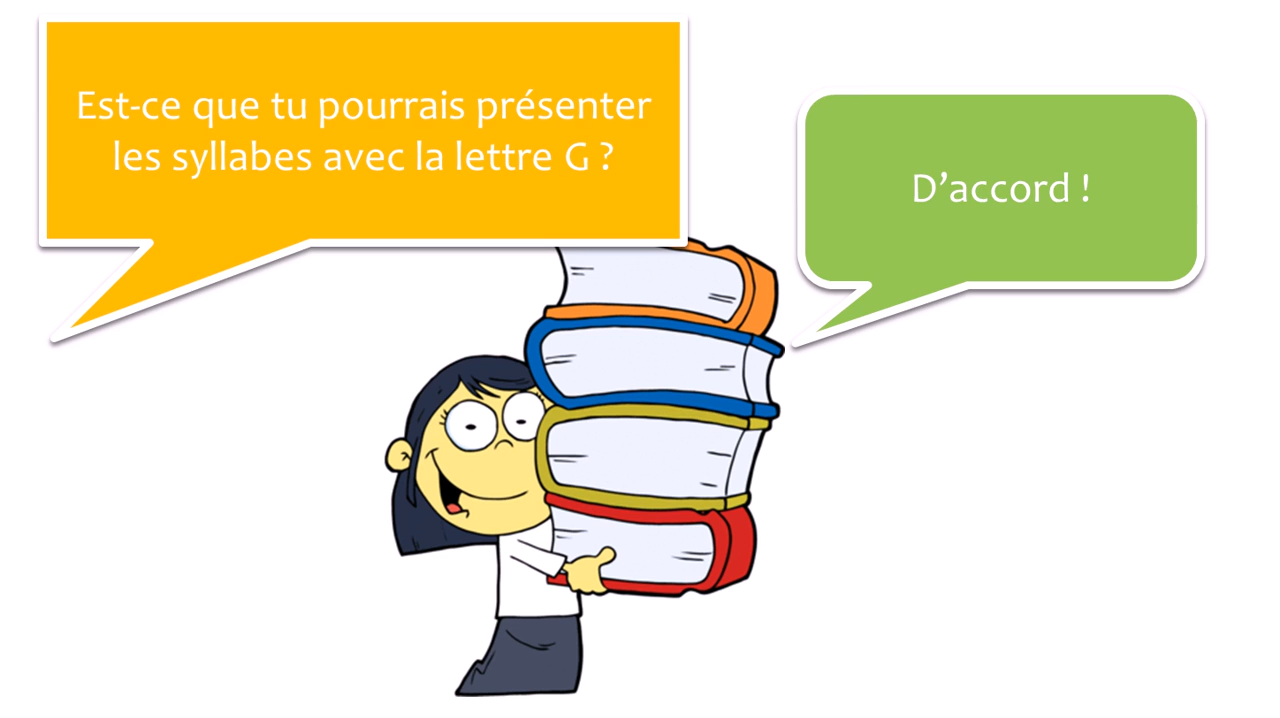 Est-ce que tu pourrais présenter
les syllabes avec la lettre G ?
D’accord !